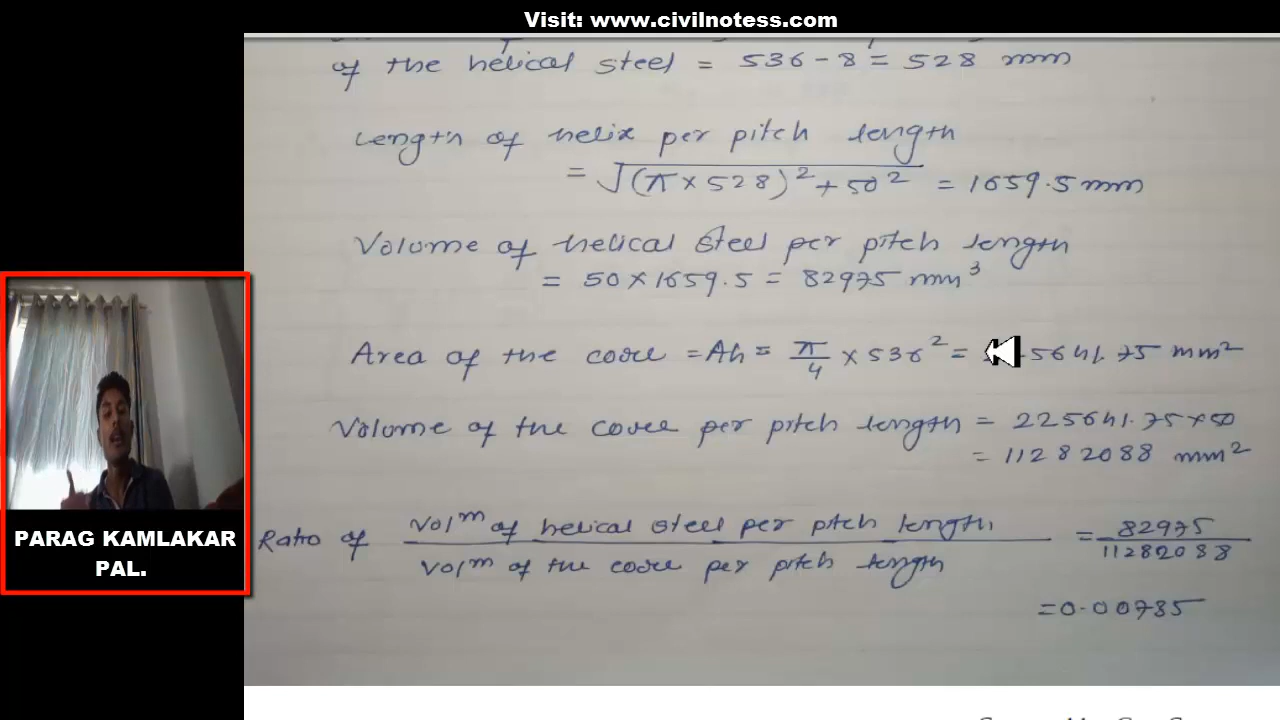 Visit: www.civilnotess.com
of the helical steel = 536 - 8 = 528 mm
Length of helix per pitch length
= √(π × 528)² + 50² = 1659.5 mm
Volume of helical steel per pitch length
= 50 × 1659.5 = 82975 mm³
Area of the core = Ah = π/4 × 536² = 5641.75 mm²
Volume of the core per pitch length = 225641.75 × 50
= 11282088 mm²
Ratio of volᵐ of helical steel per pitch length / volᵐ of the core per pitch length = 82975 / 11282088
= 0.00785
PARAG KAMLAKAR
PAL.